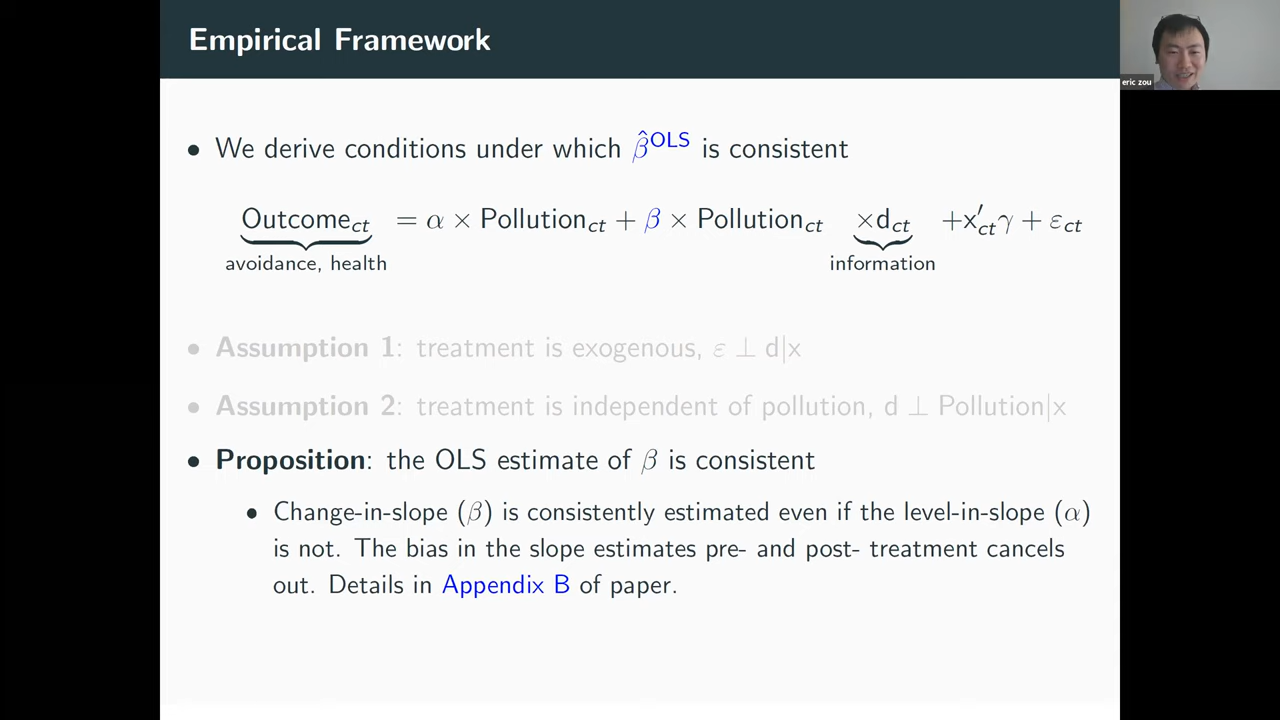 Empirical Framework
eric zou
• We derive conditions under which β̂^OLS is consistent
Outcome_ct = α × Pollution_ct + β × Pollution_ct ×d_ct +x′_ctγ + ε_ct
avoidance, health information
• Assumption 1: treatment is exogenous, ε ⊥ d|x
• Assumption 2: treatment is independent of pollution, d ⊥ Pollution|x
• Proposition: the OLS estimate of β is consistent
• Change-in-slope (β) is consistently estimated even if the level-in-slope (α)
is not. The bias in the slope estimates pre- and post- treatment cancels
out. Details in Appendix B of paper.